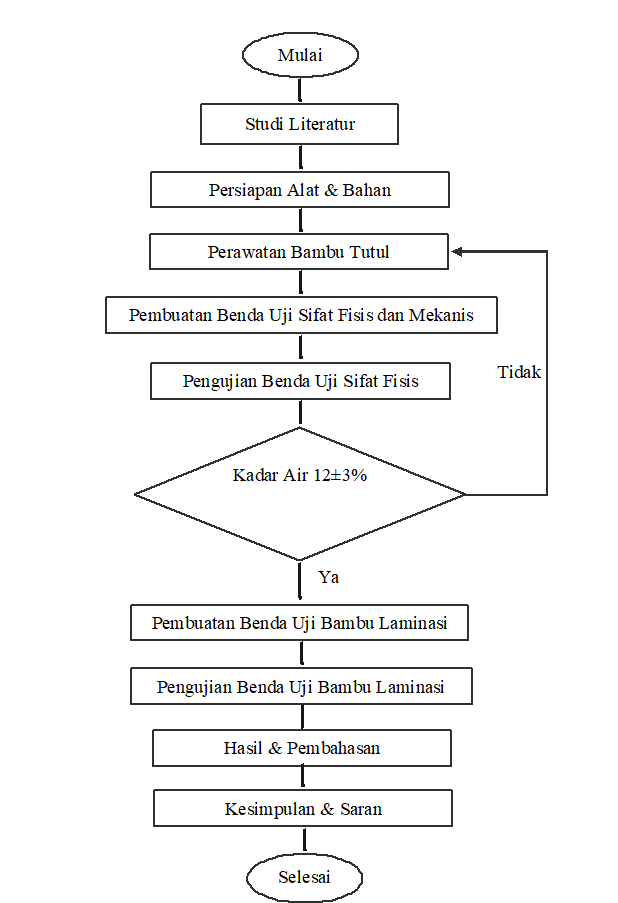 Mulai
Studi Literatur
Persiapan Alat & Bahan
Perawatan Bambu Tutul
Pembuatan Benda Uji Sifat Fisis dan Mekanis
Pengujian Benda Uji Sifat Fisis
Tidak
Kadar Air 12±3%
Ya
Pembuatan Benda Uji Bambu Laminasi
Pengujian Benda Uji Bambu Laminasi
Hasil & Pembahasan
Kesimpulan & Saran
Selesai